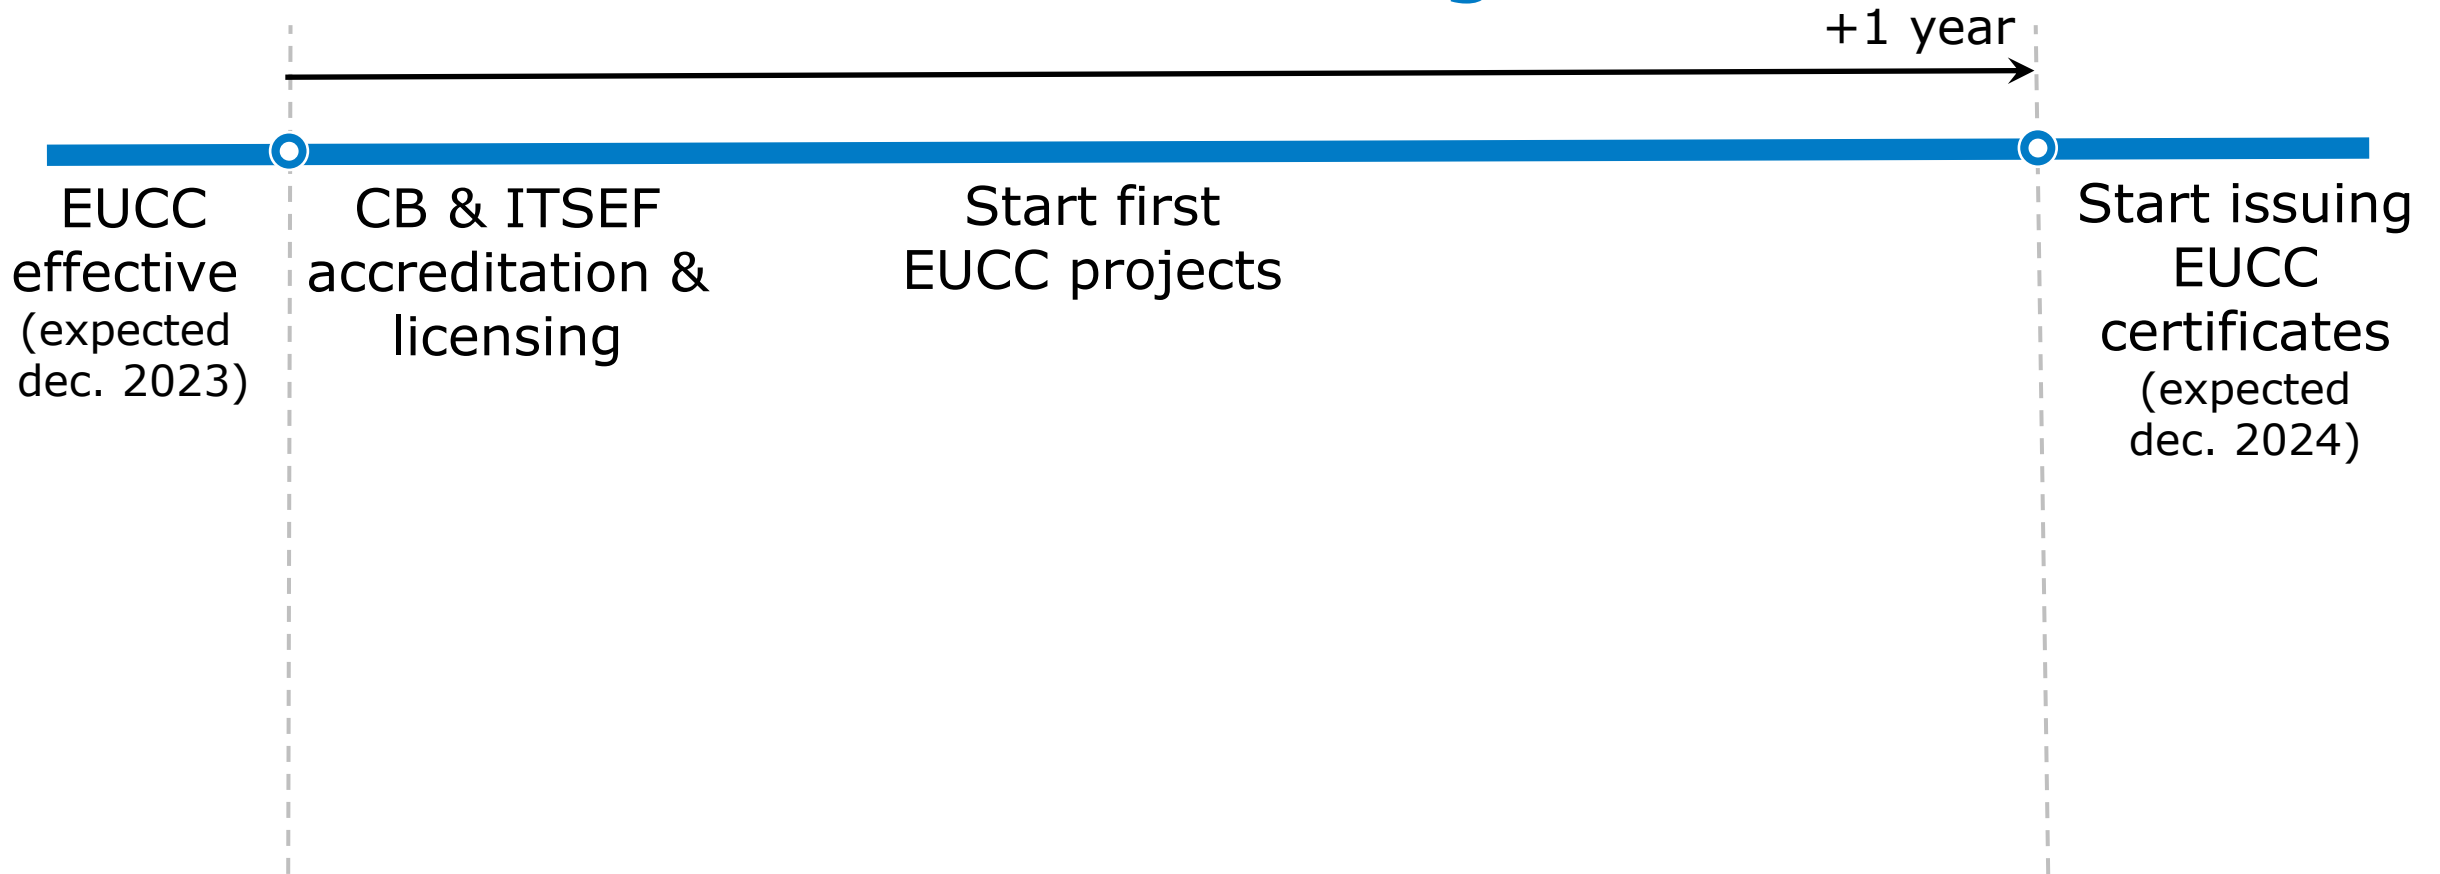 +1 year
EUCC
effective
(expected
dec. 2023)
CB & ITSEF
accreditation &
licensing
Start first
EUCC projects
Start issuing
EUCC
certificates
(expected
dec. 2024)